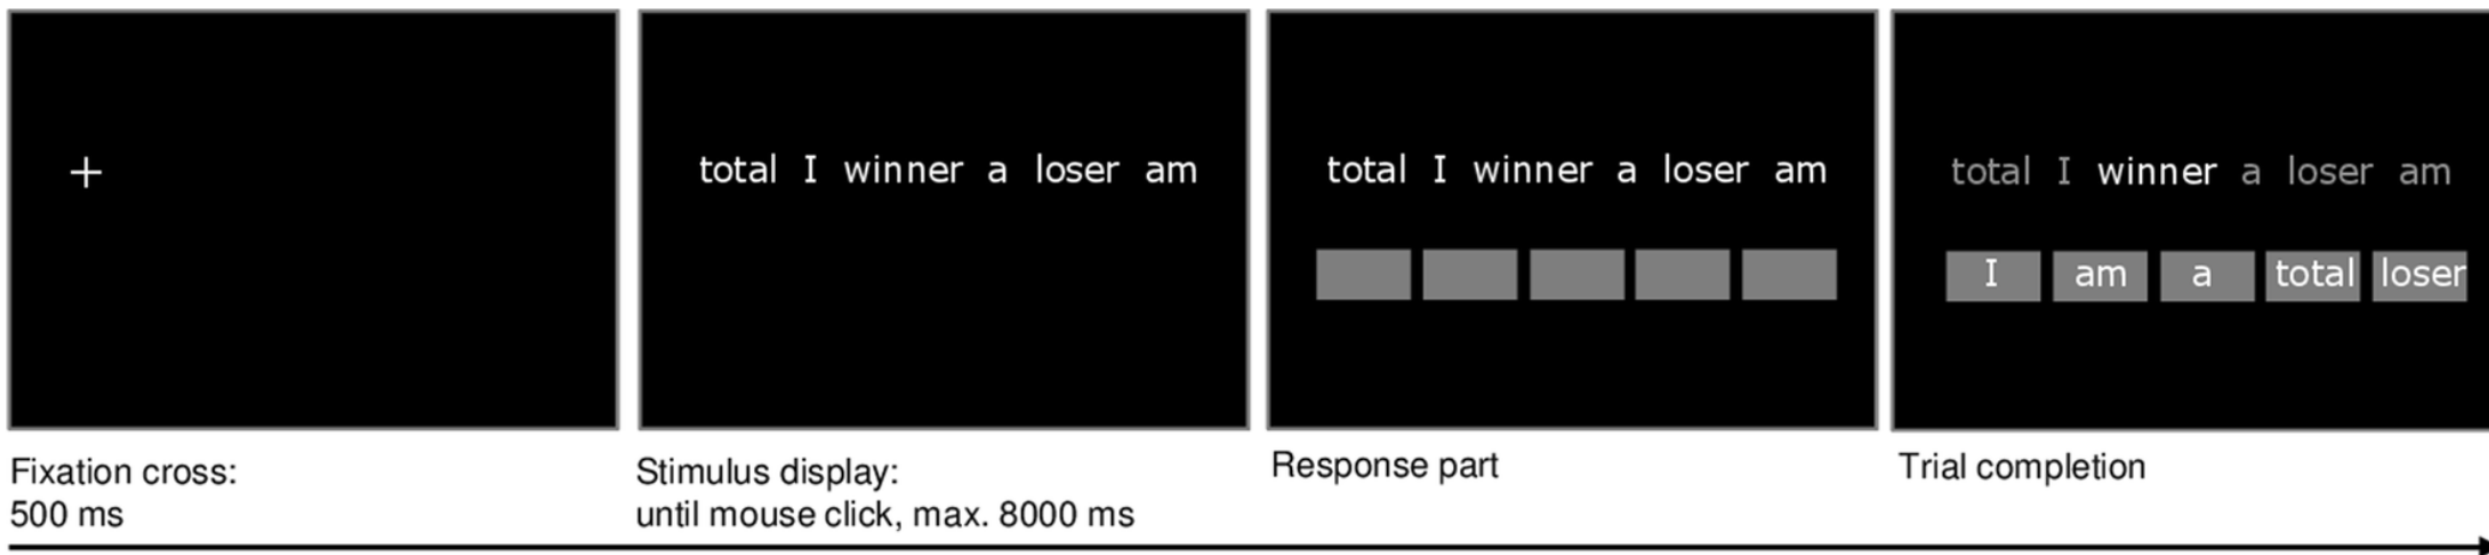 +
total I winner a loser am
total I winner a loser am
total I winner a loser am
I am a total loser
Fixation cross:
500 ms
Stimulus display:
until mouse click, max. 8000 ms
Response part
Trial completion